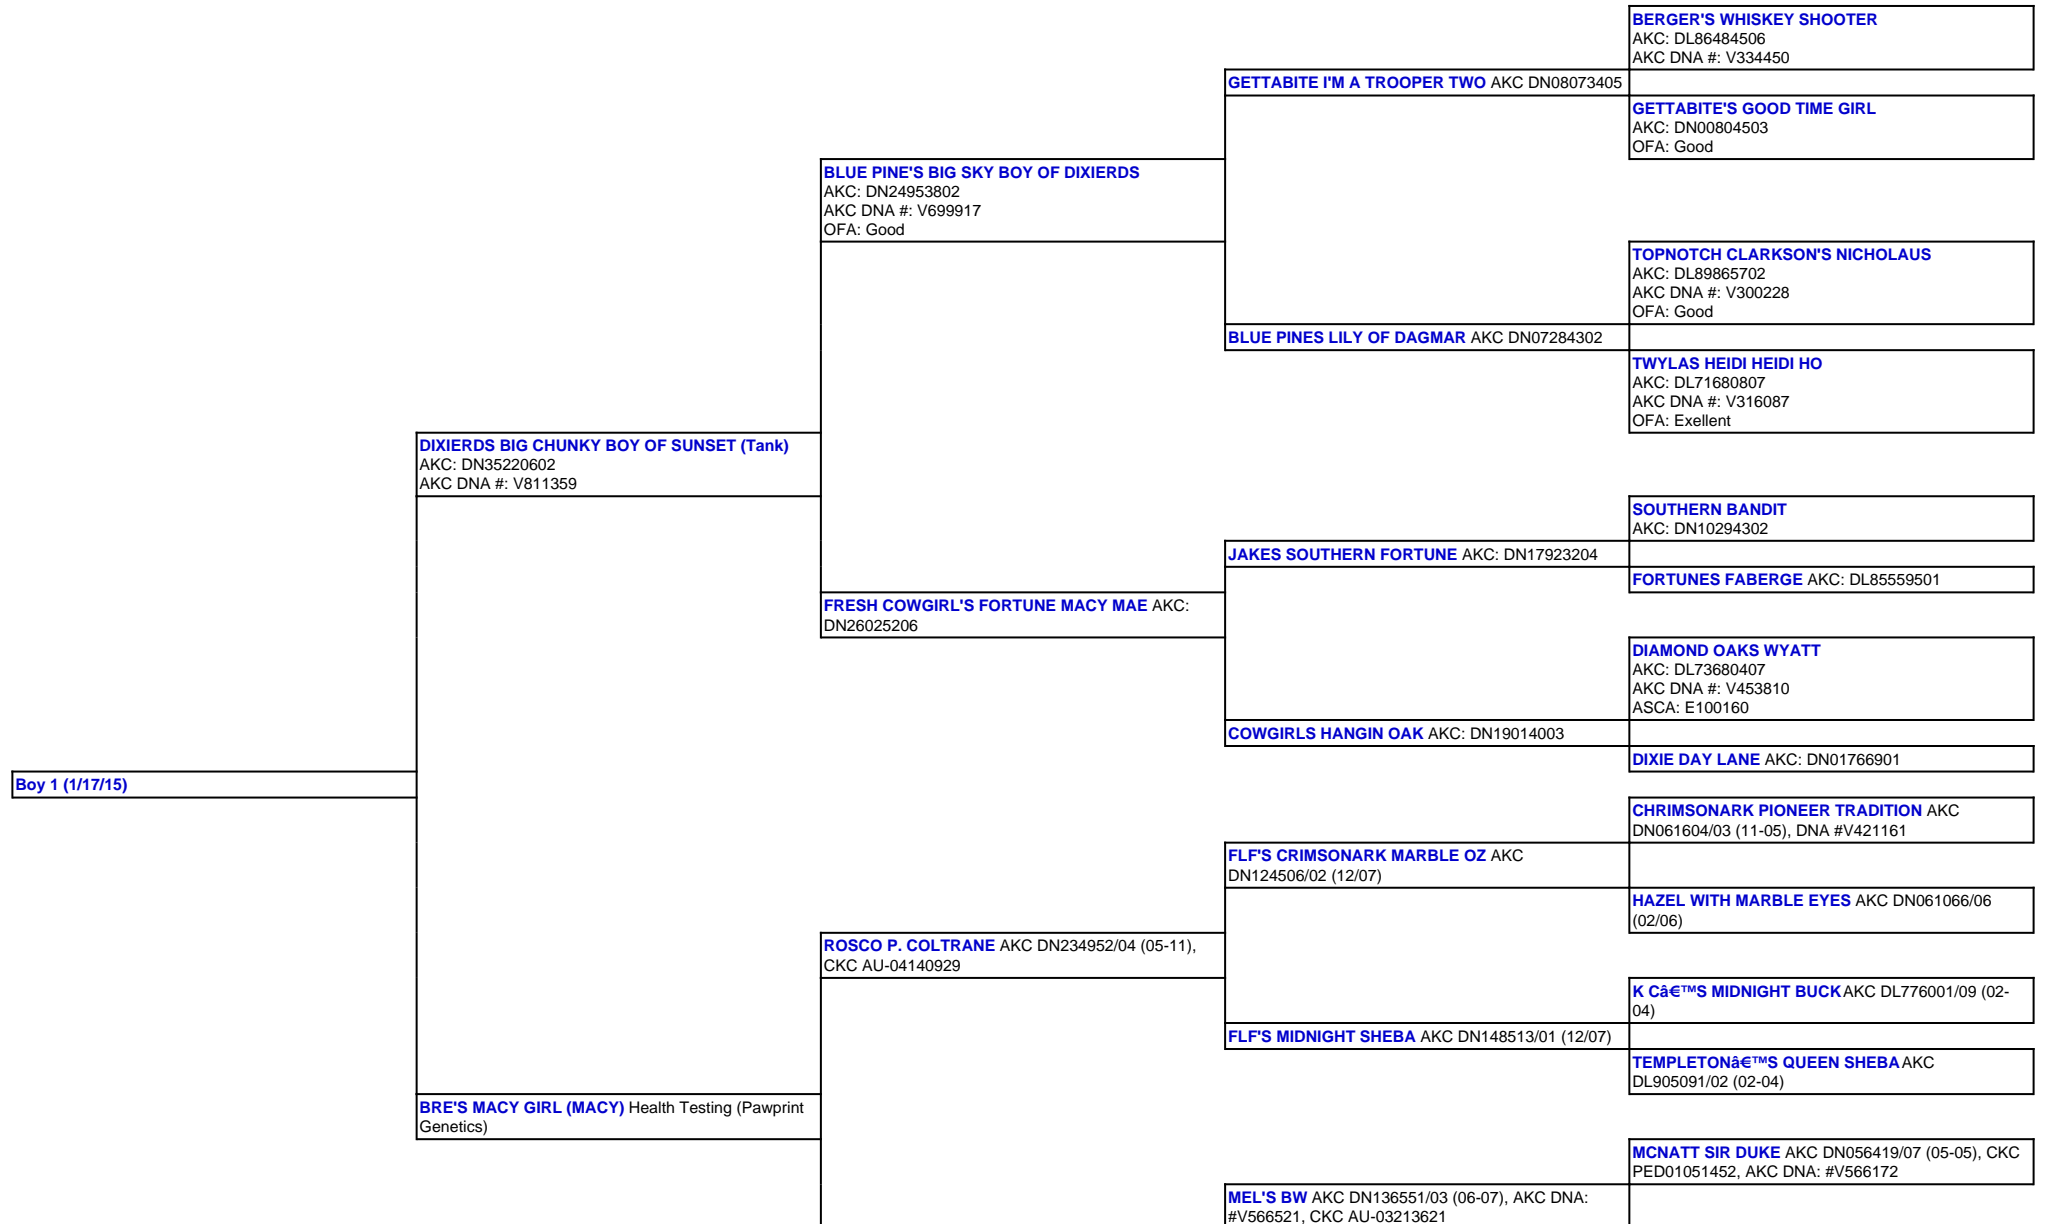 BERGER'S WHISKEY SHOOTER
AKC: DL86484506
AKC DNA #: V334450
GETTABITE I'M A TROOPER TWO AKC DN08073405
GETTABITE'S GOOD TIME GIRL
AKC: DN00804503
OFA: Good
BLUE PINE'S BIG SKY BOY OF DIXIERDS
AKC: DN24953802
AKC DNA #: V699917
OFA: Good
TOPNOTCH CLARKSON'S NICHOLAUS
AKC: DL89865702
AKC DNA #: V300228
OFA: Good
BLUE PINES LILY OF DAGMAR AKC DN07284302
TWYLAS HEIDI HEIDI HO
AKC: DL71680807
AKC DNA #: V316087
OFA: Exellent
DIXIERDS BIG CHUNKY BOY OF SUNSET (Tank)
AKC: DN35220602
AKC DNA #: V811359
SOUTHERN BANDIT
AKC: DN10294302
JAKES SOUTHERN FORTUNE AKC: DN17923204
FORTUNES FABERGE AKC: DL85559501
FRESH COWGIRL'S FORTUNE MACY MAE AKC:
DN26025206
DIAMOND OAKS WYATT
AKC: DL73680407
AKC DNA #: V453810
ASCA: E100160
COWGIRLS HANGIN OAK AKC: DN19014003
DIXIE DAY LANE AKC: DN01766901
Boy 1 (1/17/15)
CHRIMSONARK PIONEER TRADITION AKC
DN061604/03 (11-05), DNA #V421161
FLF'S CRIMSONARK MARBLE OZ AKC
DN124506/02 (12/07)
HAZEL WITH MARBLE EYES AKC DN061066/06
(02/06)
ROSCO P. COLTRANE AKC DN234952/04 (05-11),
CKC AU-04140929
K Câ€™S MIDNIGHT BUCK AKC DL776001/09 (02-
04)
FLF'S MIDNIGHT SHEBA AKC DN148513/01 (12/07)
TEMPLETONâ€™S QUEEN SHEBA AKC
DL905091/02 (02-04)
BRE'S MACY GIRL (MACY) Health Testing (Pawprint
Genetics)
MCNATT SIR DUKE AKC DN056419/07 (05-05), CKC
PED01051452, AKC DNA: #V566172
MEL'S BW AKC DN136551/03 (06-07), AKC DNA:
#V566521, CKC AU-03213621